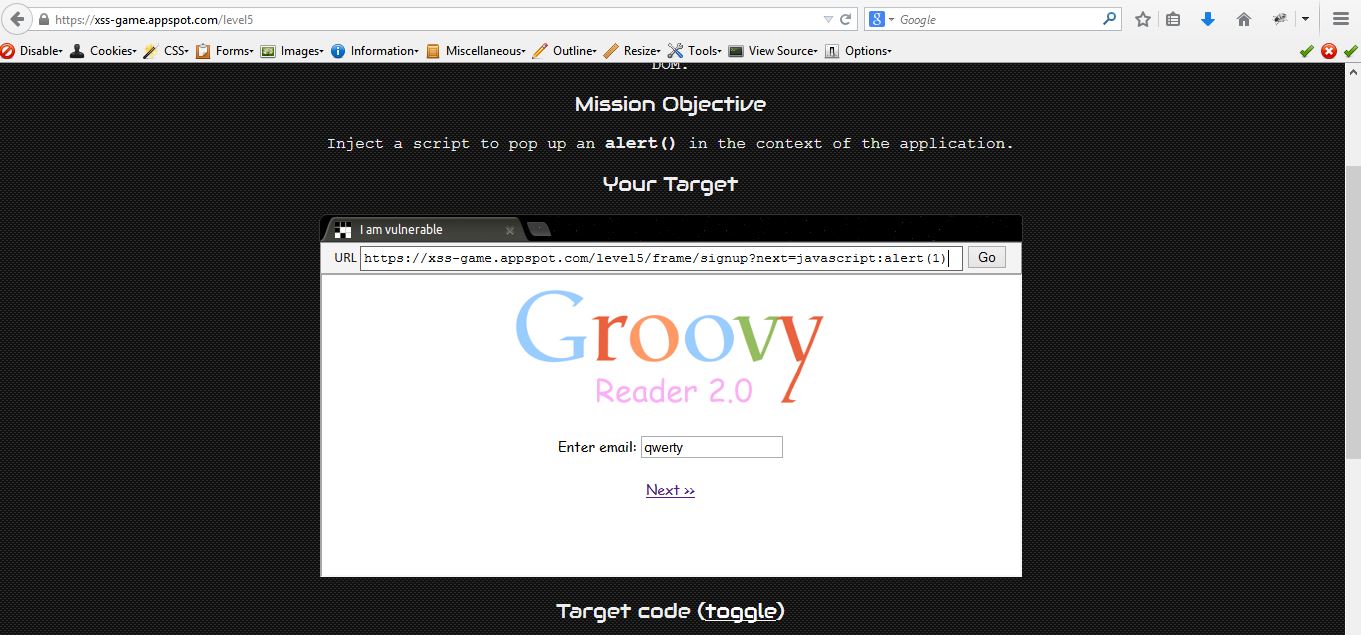 https://xss-game.appspot.com/level5
Google
Disable Cookies CSS Forms Images Information Miscellaneous Outline Resize Tools View Source Options
DOM.
Mission Objective
Inject a script to pop up an alert() in the context of the application.
Your Target
I am vulnerable
URL https://xss-game.appspot.com/level5/frame/signup?next=javascript:alert(1) Go
Groovy
Reader 2.0
Enter email: qwerty
Next >>
Target code (toggle)